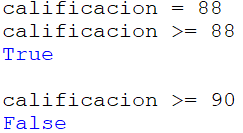 calificacion = 88
calificacion >= 88
True
calificacion >= 90
False